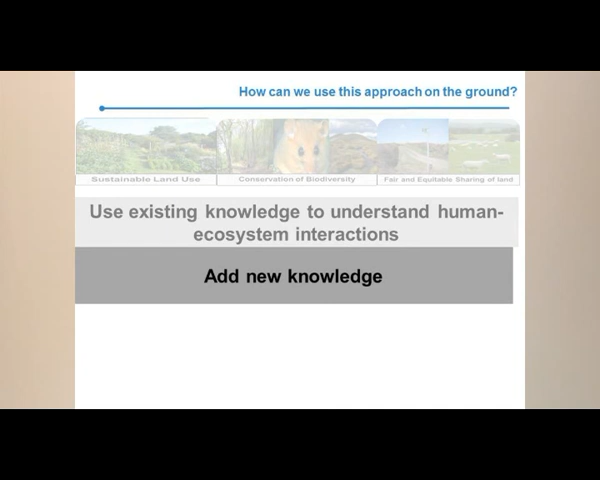 How can we use this approach on the ground?
Sustainable Land Use
Conservation of Biodiversity
Fair and Equitable Sharing of land
Use existing knowledge to understand human-
ecosystem interactions
Add new knowledge